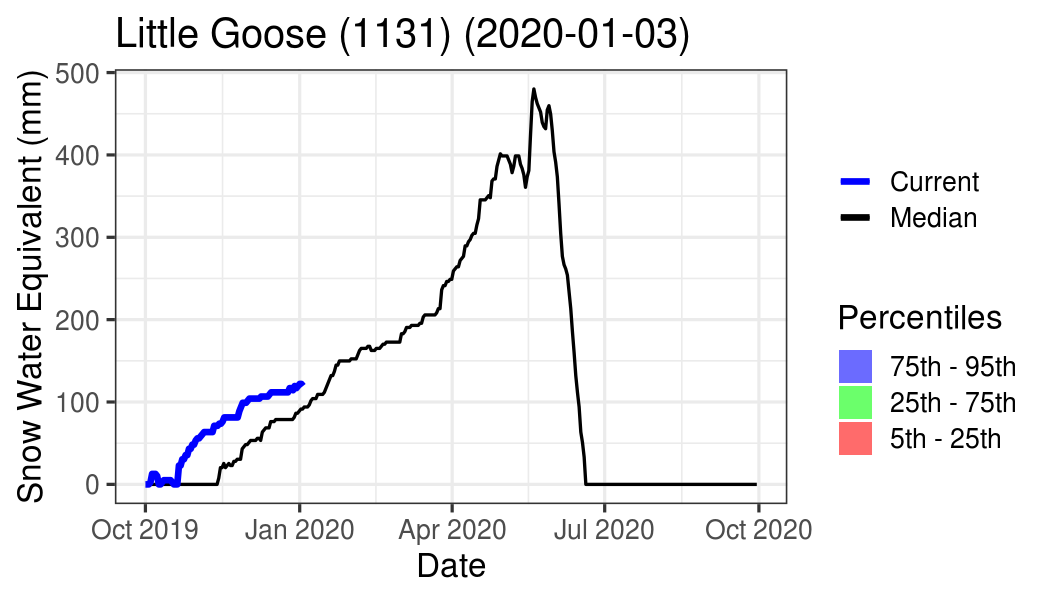 Little Goose (1131) (2020-01-03)
Snow Water Equivalent (mm)
500
400
300
200
100
0
Oct 2019
Jan 2020
Apr 2020
Jul 2020
Oct 2020
Date
Current
Median
Percentiles
75th - 95th
25th - 75th
5th - 25th